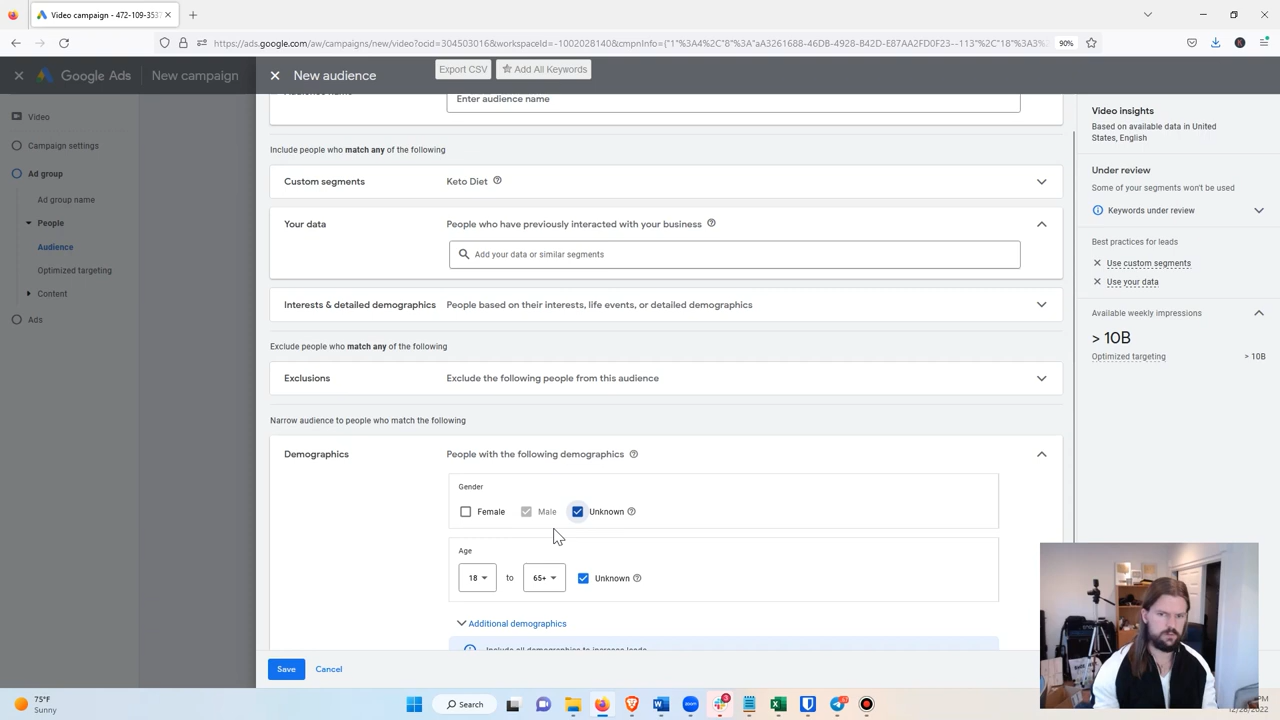 Video campaign - 472-109-353
https://ads.google.com/aw/campaigns/new/video?ocid=304503016&workspaceId=-1002028140&cmpnInfo={"1"%3A4%2C"8"%3A"aA3261688-46DB-4928-B42D-E87AA2FD0F23--113"%2C"18"%3A3%
90%
Google Ads
New campaign
New audience
Export CSV
Add All Keywords
Enter audience name
Video
Campaign settings
Ad group
Ad group name
People
Audience
Optimized targeting
Content
Ads
Include people who match any of the following
Custom segments
Keto Diet
Your data
People who have previously interacted with your business
Add your data or similar segments
Interests & detailed demographics
People based on their interests, life events, or detailed demographics
Exclude people who match any of the following
Exclusions
Exclude the following people from this audience
Narrow audience to people who match the following
Demographics
People with the following demographics
Gender
Female
Male
Unknown
Age
18
to
65+
Unknown
Additional demographics
Include all demographics to increase leads
Save
Cancel
Video insights
Based on available data in United
States, English
Under review
Some of your segments won't be used
Keywords under review
Best practices for leads
Use custom segments
Use your data
Available weekly impressions
> 10B
Optimized targeting
> 10B
75°F
Sunny
Search
12/28/2022